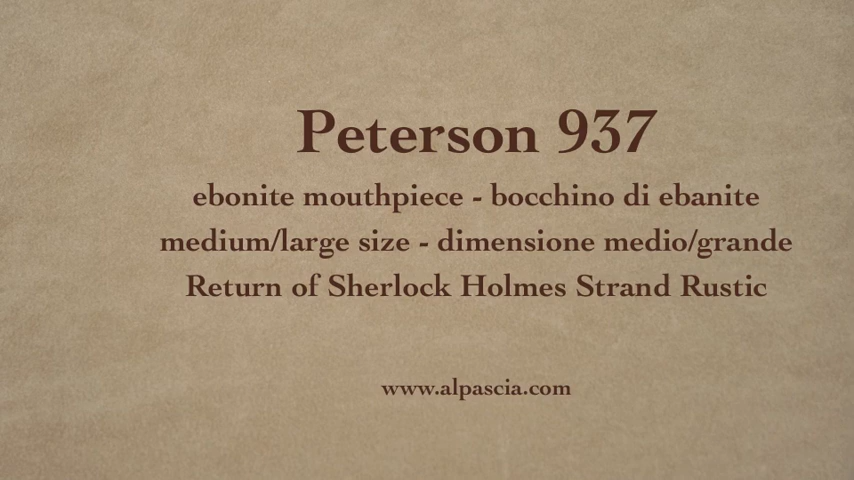 Peterson 937
ebonite mouthpiece - bocchino di ebanite
medium/large size - dimensione medio/grande
Return of Sherlock Holmes Strand Rustic
www.alpascia.com